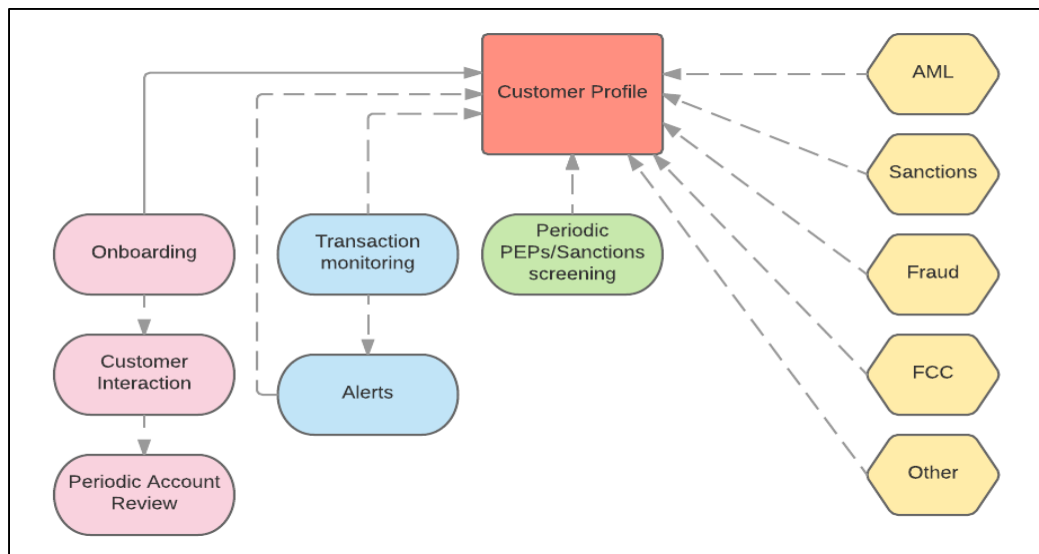 Customer Profile
AML
Sanctions
Onboarding
Transaction
monitoring
Periodic
PEPs/Sanctions
screening
Fraud
Customer
Interaction
Alerts
FCC
Periodic Account
Review
Other